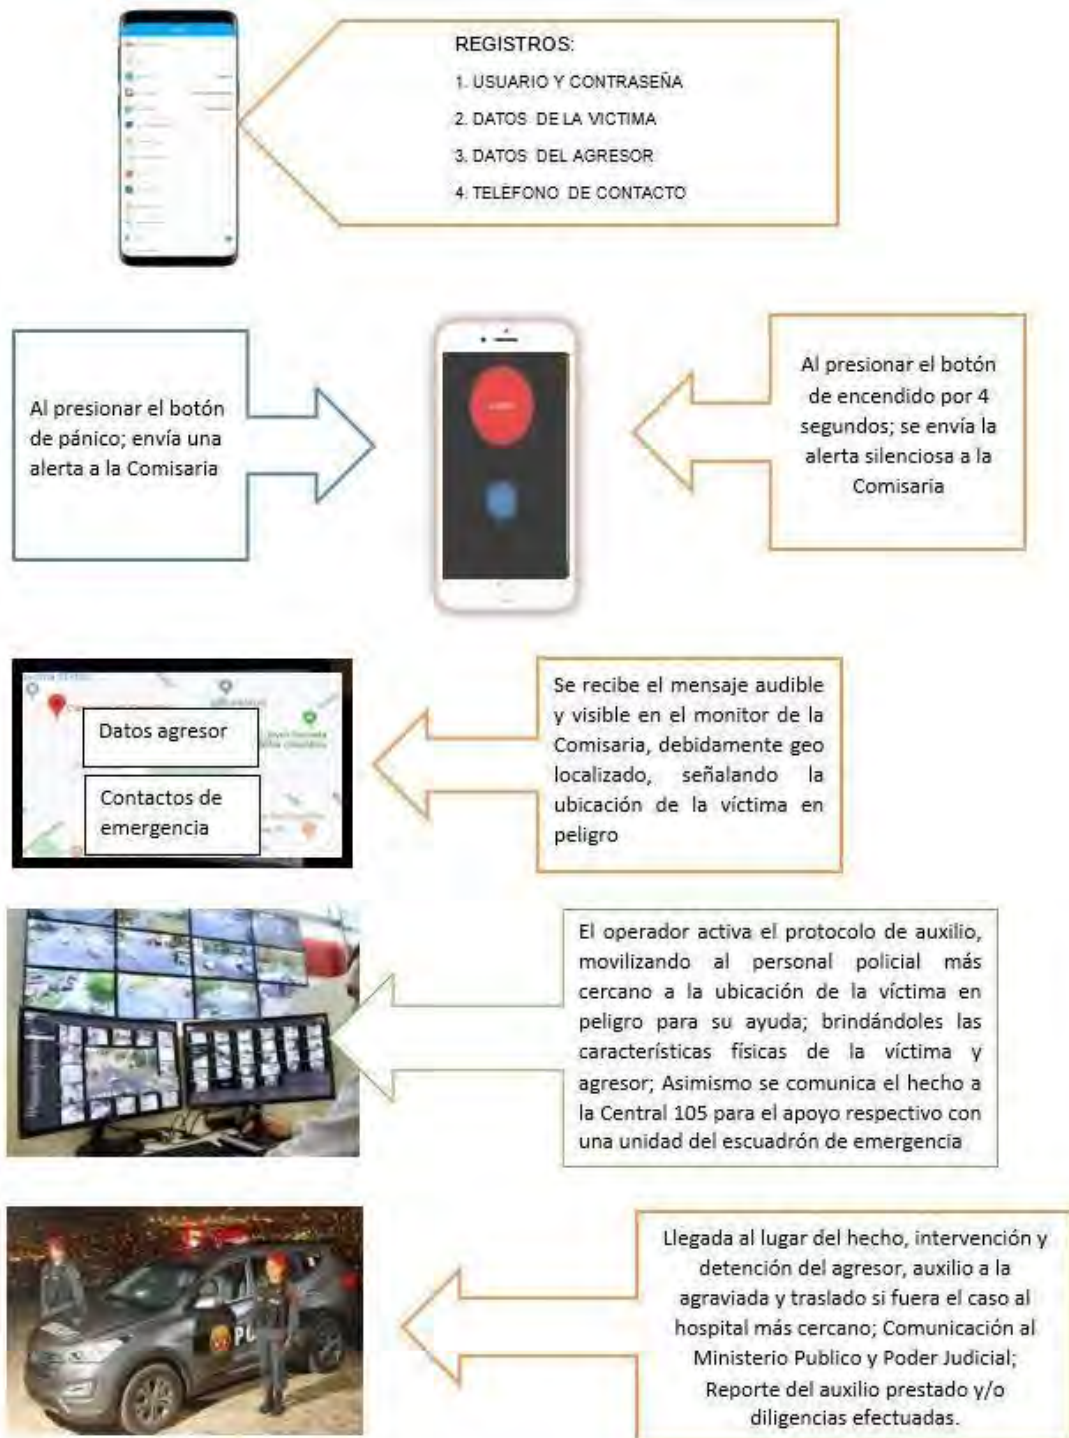 REGISTROS:
1. USUARIO Y CONTRASEÑA
2. DATOS DE LA VICTIMA
3. DATOS DEL AGRESOR
4. TELÉFONO DE CONTACTO
Al presionar el botón
de pánico; envía una
alerta a la Comisaria
Al presionar el botón
de encendido por 4
segundos; se envía la
alerta silenciosa a la
Comisaria
Datos agresor
Contactos de
emergencia
Se recibe el mensaje audible
y visible en el monitor de la
Comisaria, debidamente geo
localizado, señalando la
ubicación de la víctima en
peligro
El operador activa el protocolo de auxilio,
movilizando al personal policial más
cercano a la ubicación de la víctima en
peligro para su ayuda; brindándoles las
características físicas de la víctima y
agresor; Asimismo se comunica el hecho a
la Central 105 para el apoyo respectivo con
una unidad del escuadrón de emergencia
Llegada al lugar del hecho, intervención y
detención del agresor, auxilio a la
agraviada y traslado si fuera el caso al
hospital más cercano; Comunicación al
Ministerio Publico y Poder Judicial;
Reporte del auxilio prestado y/o
diligencias efectuadas.